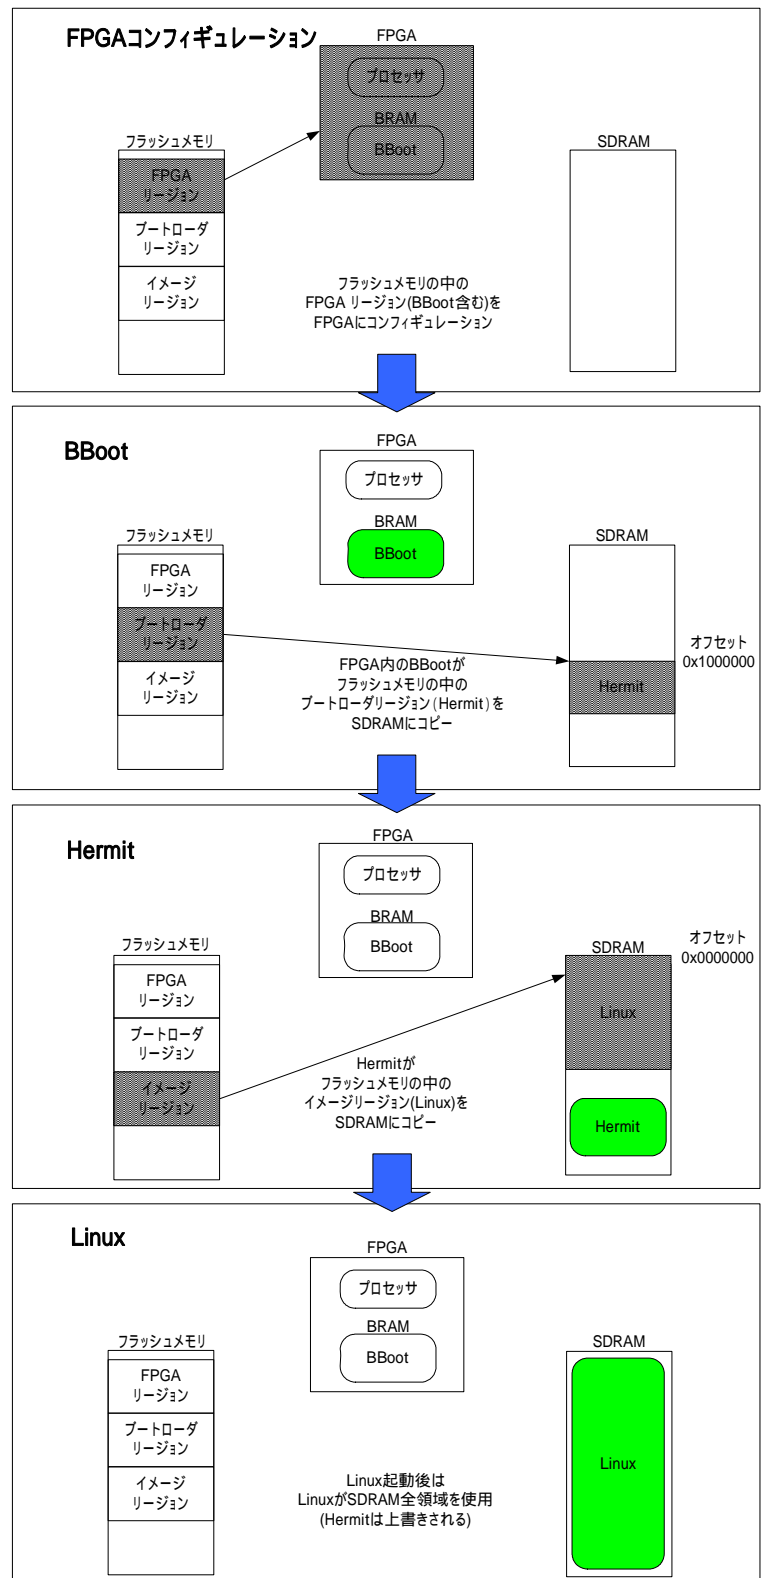 FPGAコンフィギュレーション
FPGA
プロセッサ
BRAM
BBoot
フラッシュメモリ
FPGA
リージョン
ブートローダ
リージョン
イメージ
リージョン
SDRAM
フラッシュメモリの中の
FPGA リージョン(BBoot含む)を
FPGAにコンフィギュレーション
BBoot
FPGA
プロセッサ
BRAM
BBoot
フラッシュメモリ
FPGA
リージョン
ブートローダ
リージョン
イメージ
リージョン
SDRAM
オフセット
0x1000000
Hermit
FPGA内のBBootが
フラッシュメモリの中の
ブートローダリージョン(Hermit)を
SDRAMにコピー
Hermit
FPGA
プロセッサ
BRAM
BBoot
フラッシュメモリ
FPGA
リージョン
ブートローダ
リージョン
イメージ
リージョン
SDRAM
オフセット
0x0000000
Linux
Hermit
Hermitが
フラッシュメモリの中の
イメージリージョン(Linux)を
SDRAMにコピー
Linux
FPGA
プロセッサ
BRAM
BBoot
フラッシュメモリ
FPGA
リージョン
ブートローダ
リージョン
イメージ
リージョン
SDRAM
Linux
Linux起動後は
LinuxがSDRAM全領域を使用
(Hermitは上書きされる)